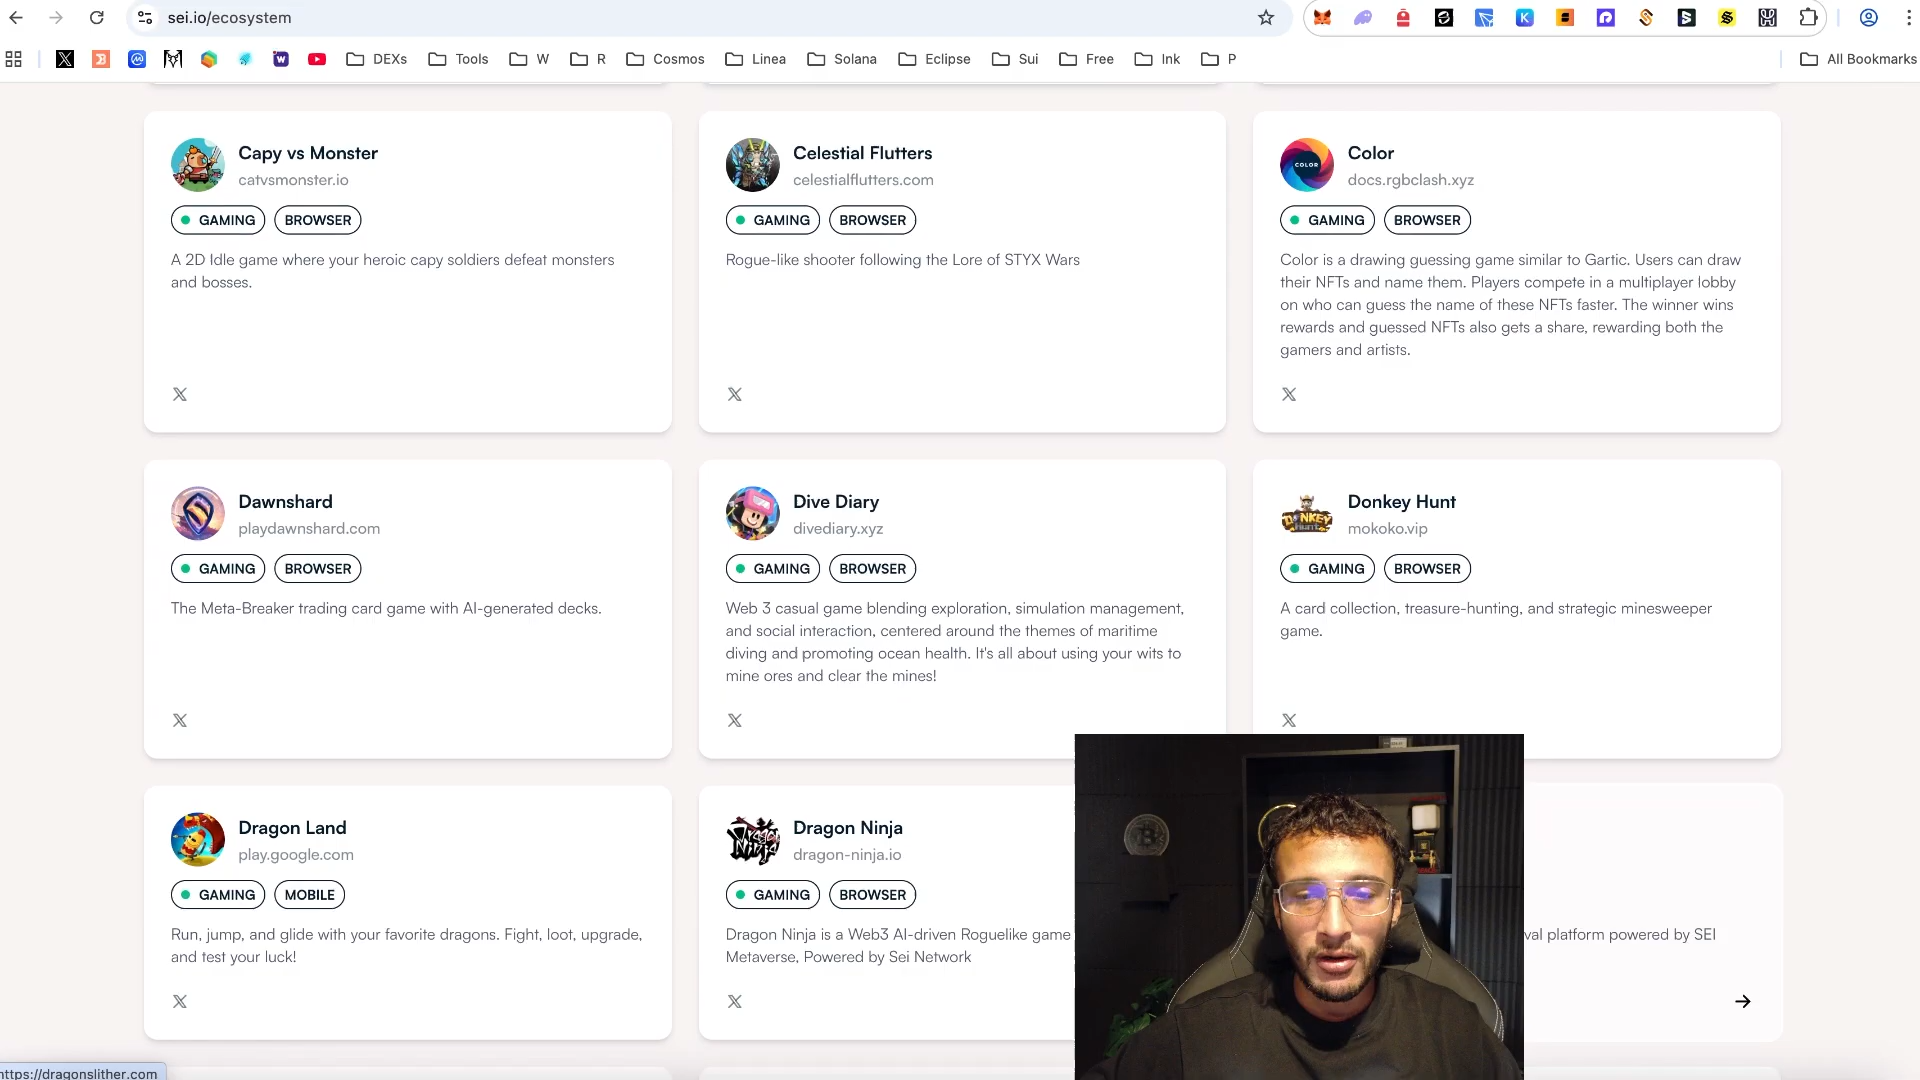 sei.io/ecosystem
DEXs
Tools
W
R
Cosmos
Linea
Solana
Eclipse
Sui
Free
Ink
P
All Bookmarks
Capy vs Monster
catvsmonster.io
GAMING
BROWSER
A 2D Idle game where your heroic capy soldiers defeat monsters
and bosses.
Celestial Flutters
celestialflutters.com
GAMING
BROWSER
Rogue-like shooter following the Lore of STYX Wars
COLOR
Color
docs.rgbclash.xyz
GAMING
BROWSER
Color is a drawing guessing game similar to Gartic. Users can draw
their NFTs and name them. Players compete in a multiplayer lobby
on who can guess the name of these NFTs faster. The winner wins
rewards and guessed NFTs also gets a share, rewarding both the
gamers and artists.
Dawnshard
playdawnshard.com
GAMING
BROWSER
The Meta-Breaker trading card game with AI-generated decks.
Dive Diary
divediary.xyz
GAMING
BROWSER
Web 3 casual game blending exploration, simulation management,
and social interaction, centered around the themes of maritime
diving and promoting ocean health. It's all about using your wits to
mine ores and clear the mines!
DONKEY
HUNT
Donkey Hunt
mokoko.vip
GAMING
BROWSER
A card collection, treasure-hunting, and strategic minesweeper
game.
Dragon Land
play.google.com
GAMING
MOBILE
Run, jump, and glide with your favorite dragons. Fight, loot, upgrade,
and test your luck!
Dragon Ninja
Dragon Ninja
dragon-ninja.io
GAMING
BROWSER
Dragon Ninja is a Web3 AI-driven Roguelike game
Metaverse, Powered by Sei Network
val platform powered by SEI
https://dragonslither.com